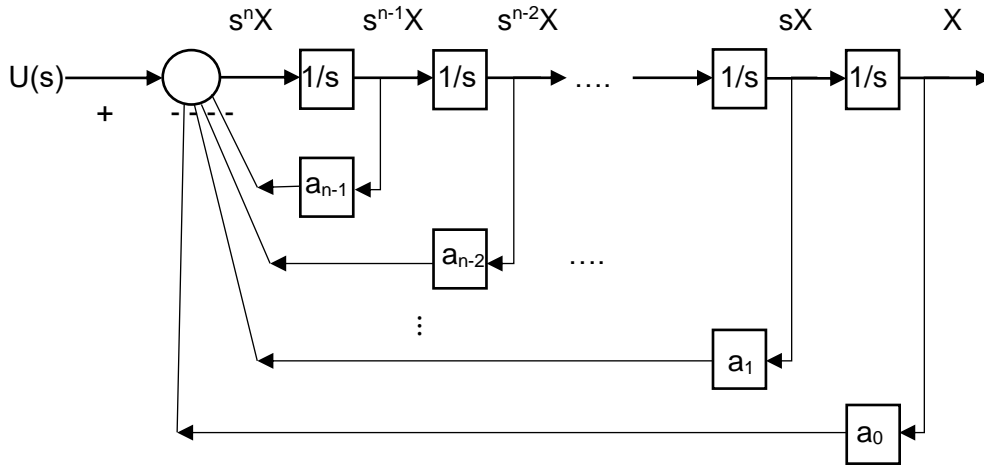 sⁿX sⁿ⁻¹X sⁿ⁻²X sX X
U(s) 1/s 1/s .... 1/s 1/s
+ - - - -
aₙ₋₁
aₙ₋₂ ....
⋮
a₁
a₀